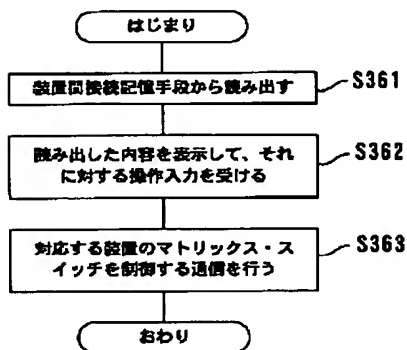 はじまり
装置間接続記憶手段から読み出す
S361
読み出した内容を表示して、それ
に対する操作入力を受ける
S362
対応する装置のマトリックス・ス
イッチを制御する通信を行う
S363
おわり